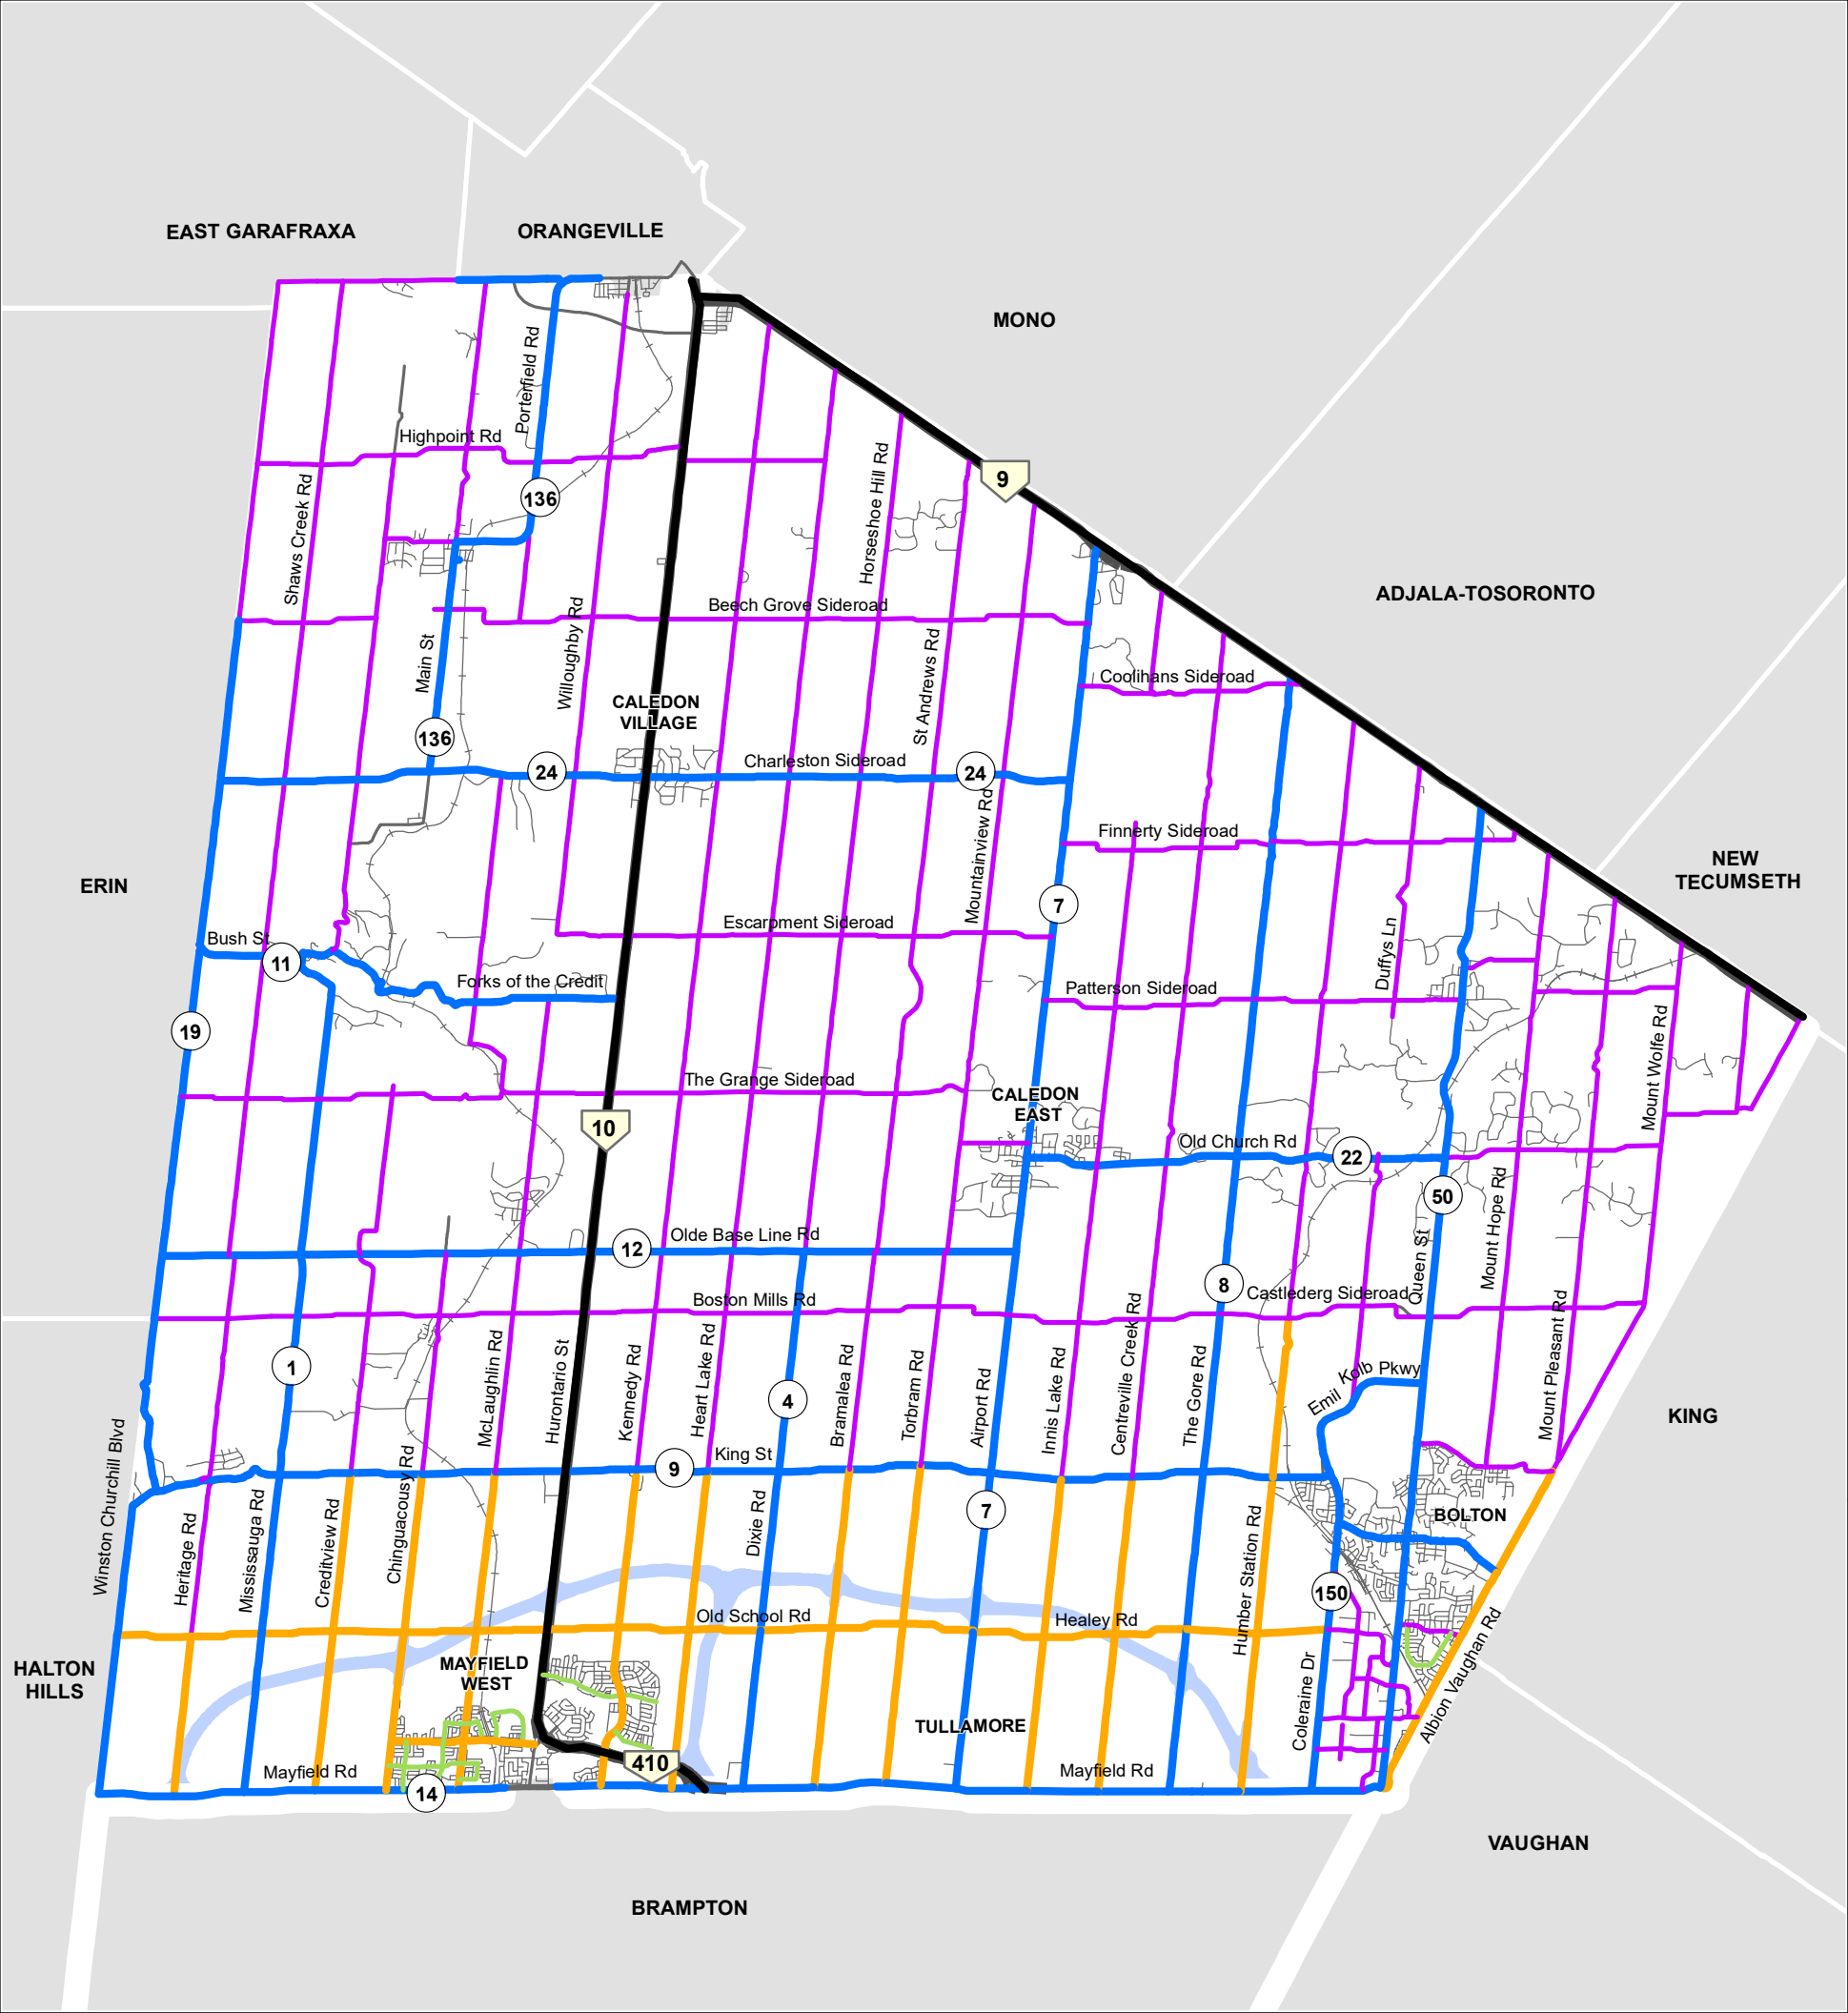 EAST GARAFRAXA
ORANGEVILLE
MONO
Porterfield Rd
Highpoint Rd
9
Shaws Creek Rd
136
Horseshoe Hill Rd
ADJALA-TOSORONTO
Beech Grove Sideroad
Main St
Willoughby Rd
St Andrews Rd
Coolihans Sideroad
CALEDON
VILLAGE
136
24
Charleston Sideroad
24
Mountainview Rd
Finnerty Sideroad
NEW
TECUMSETH
ERIN
7
Escarpment Sideroad
Bush St
11
Duffys Ln
Forks of the Credit
Patterson Sideroad
19
Mount Wolfe Rd
The Grange Sideroad
CALEDON
EAST
10
Old Church Rd
22
50
Mount Hope Rd
12
Olde Base Line Rd
Queen St
8
Castlederg Sideroad
Boston Mills Rd
1
McLaughlin Rd
Hurontario St
Kennedy Rd
Heart Lake Rd
4
Bramalea Rd
Torbram Rd
Airport Rd
Innis Lake Rd
Centreville Creek Rd
The Gore Rd
Emil Kolb Pkwy
Mount Pleasant Rd
KING
Winston Churchill Blvd
9
King St
Heritage Rd
Mississauga Rd
Creditview Rd
Chinguacousy Rd
Dixie Rd
7
Humber Station Rd
BOLTON
150
Old School Rd
Healey Rd
HALTON
HILLS
MAYFIELD
WEST
TULLAMORE
Coleraine Dr
Albion Vaughan Rd
410
Mayfield Rd
14
Mayfield Rd
VAUGHAN
BRAMPTON